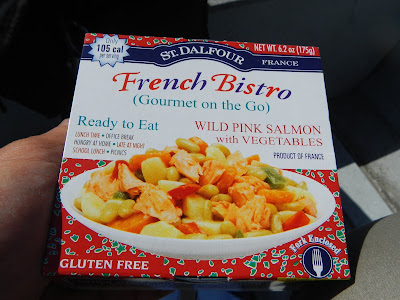 Only
105 cal
per serving
ST. DALFOUR
FRANCE
NET WT. 6.2 oz (175g)
French Bistro
(Gourmet on the Go)
Ready to Eat
LUNCH TIME • OFFICE BREAK
HUNGRY AT HOME • LATE AT NIGHT
SCHOOL LUNCH • PICNICS
WILD PINK SALMON
with VEGETABLES
PRODUCT OF FRANCE
GLUTEN FREE
Fork Enclosed